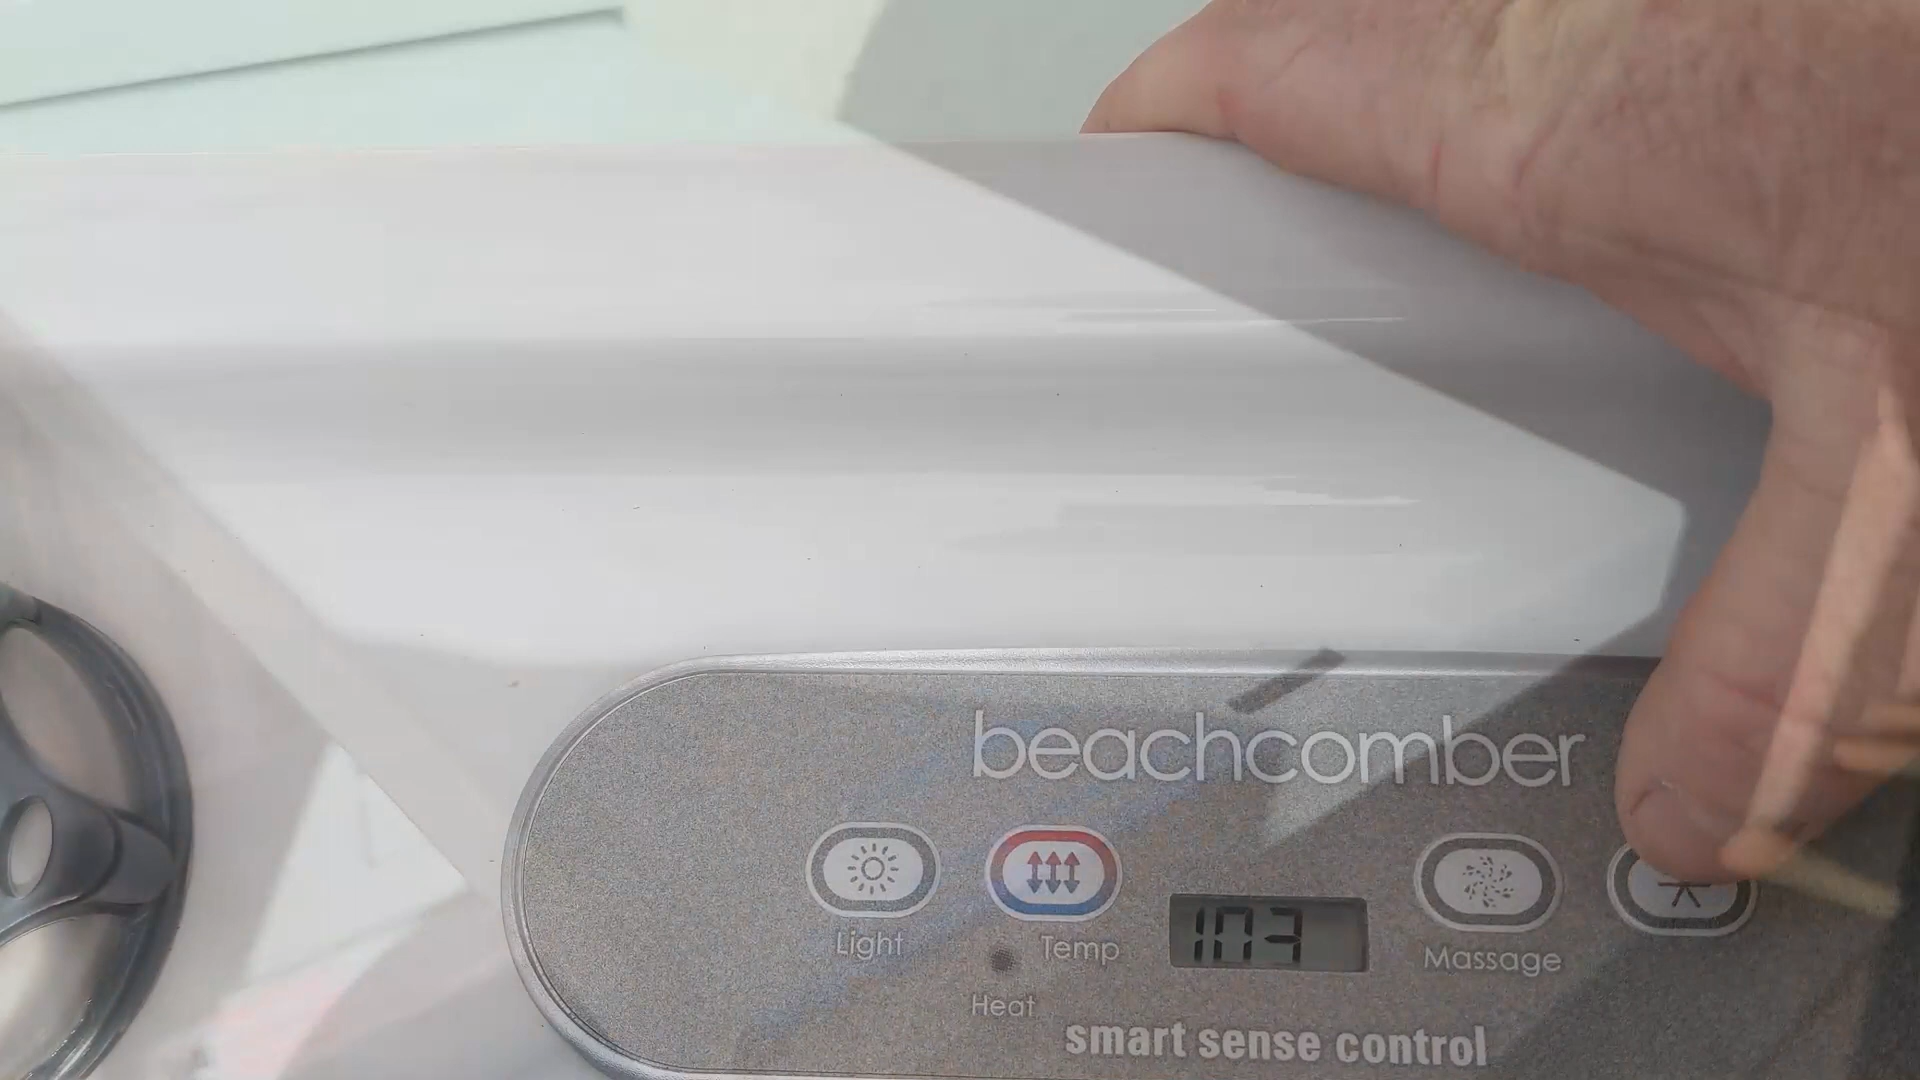 beachcomber
103
Light
Temp
Massage
Heat
smart sense control